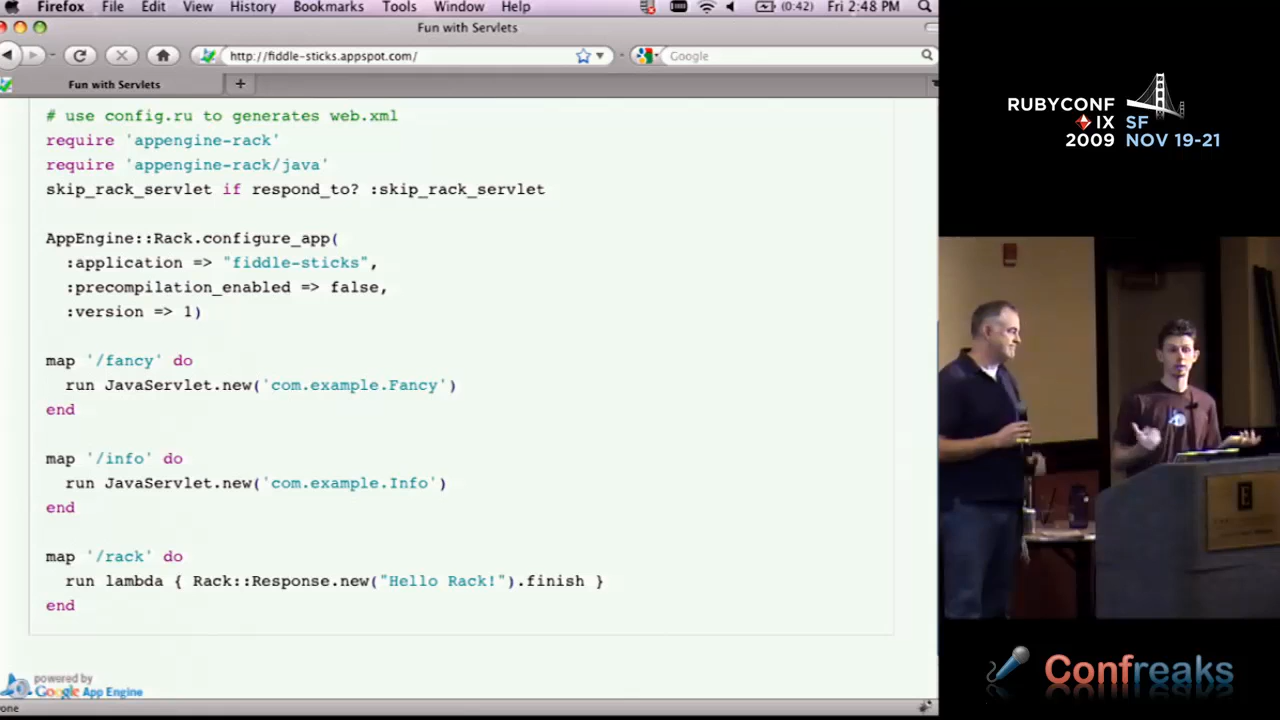 Firefox File Edit View History Bookmarks Tools Window Help (0:42) Fri 2:48 PM
Fun with Servlets
http://fiddle-sticks.appspot.com/ Google
Fun with Servlets
# use config.ru to generates web.xml
require 'appengine-rack'
require 'appengine-rack/java'
skip_rack_servlet if respond_to? :skip_rack_servlet
AppEngine::Rack.configure_app(
:application => "fiddle-sticks",
:precompilation_enabled => false,
:version => 1)
map '/fancy' do
run JavaServlet.new('com.example.Fancy')
end
map '/info' do
run JavaServlet.new('com.example.Info')
end
map '/rack' do
run lambda { Rack::Response.new("Hello Rack!").finish }
end
powered by
Google App Engine
RUBYCONF
IX SF
2009 NOV 19-21
E
Confreaks